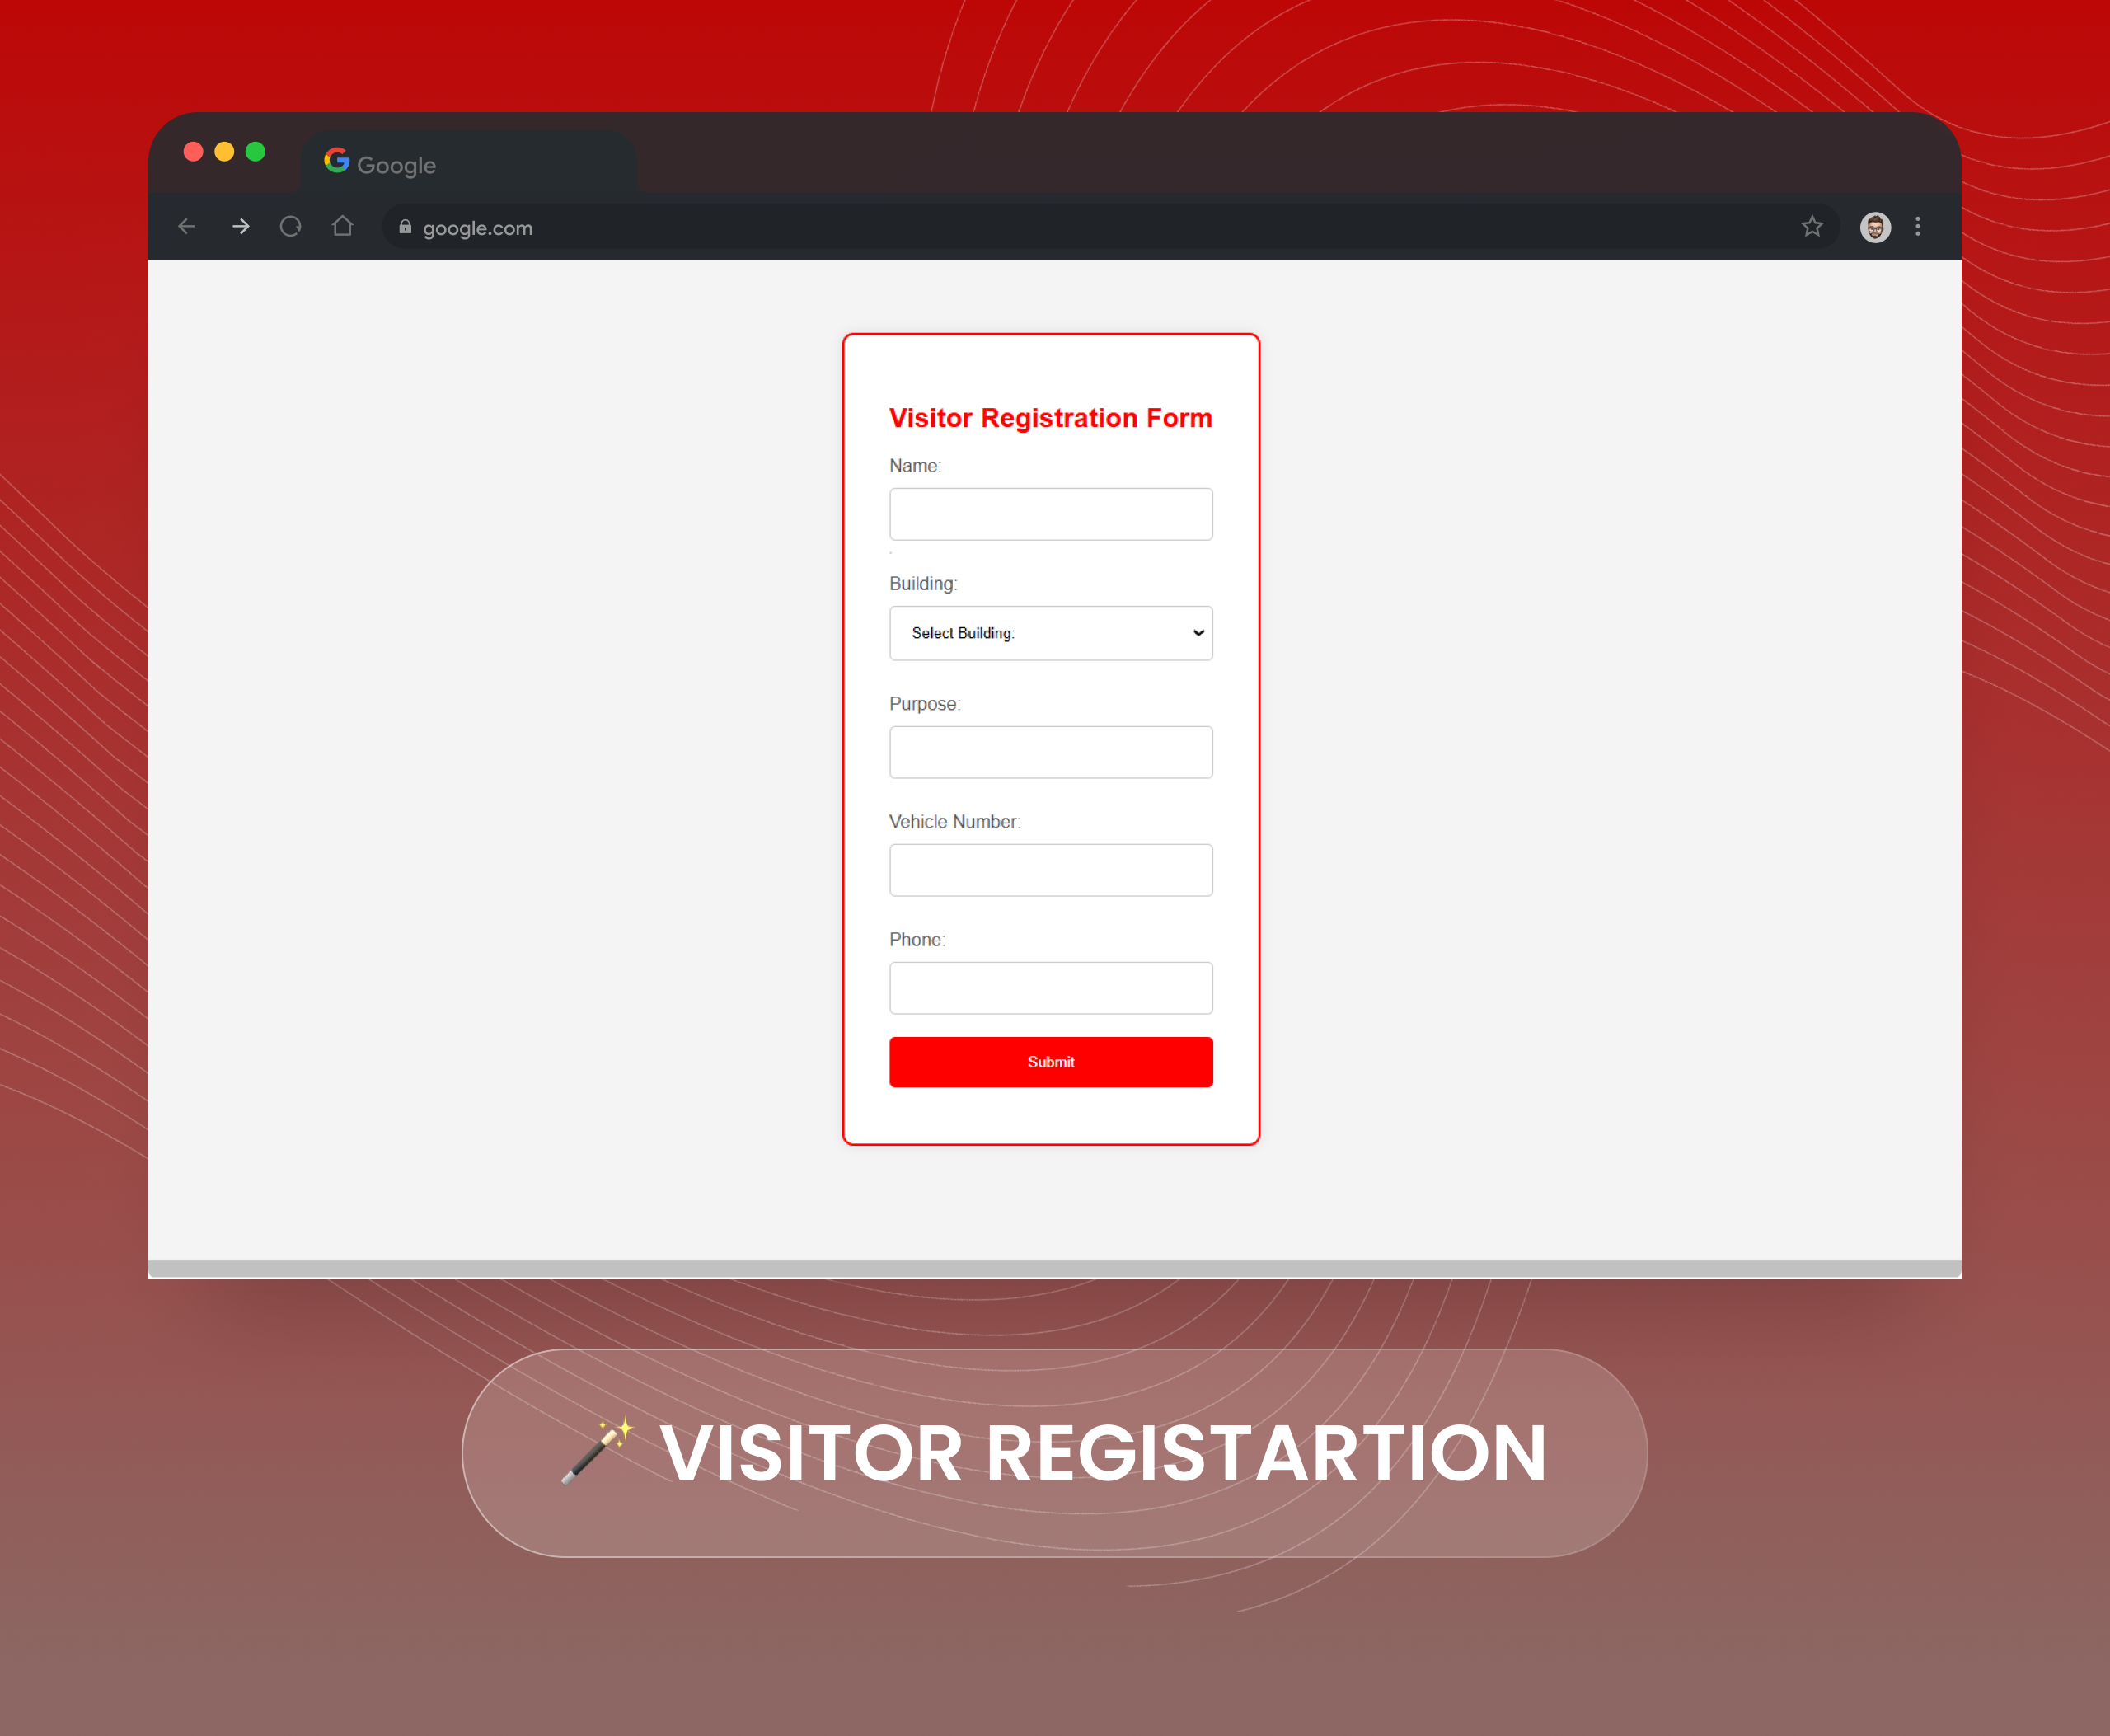 Google
google.com
Visitor Registration Form
Name:
Building:
Select Building:
Purpose:
Vehicle Number:
Phone:
Submit
VISITOR REGISTARTION